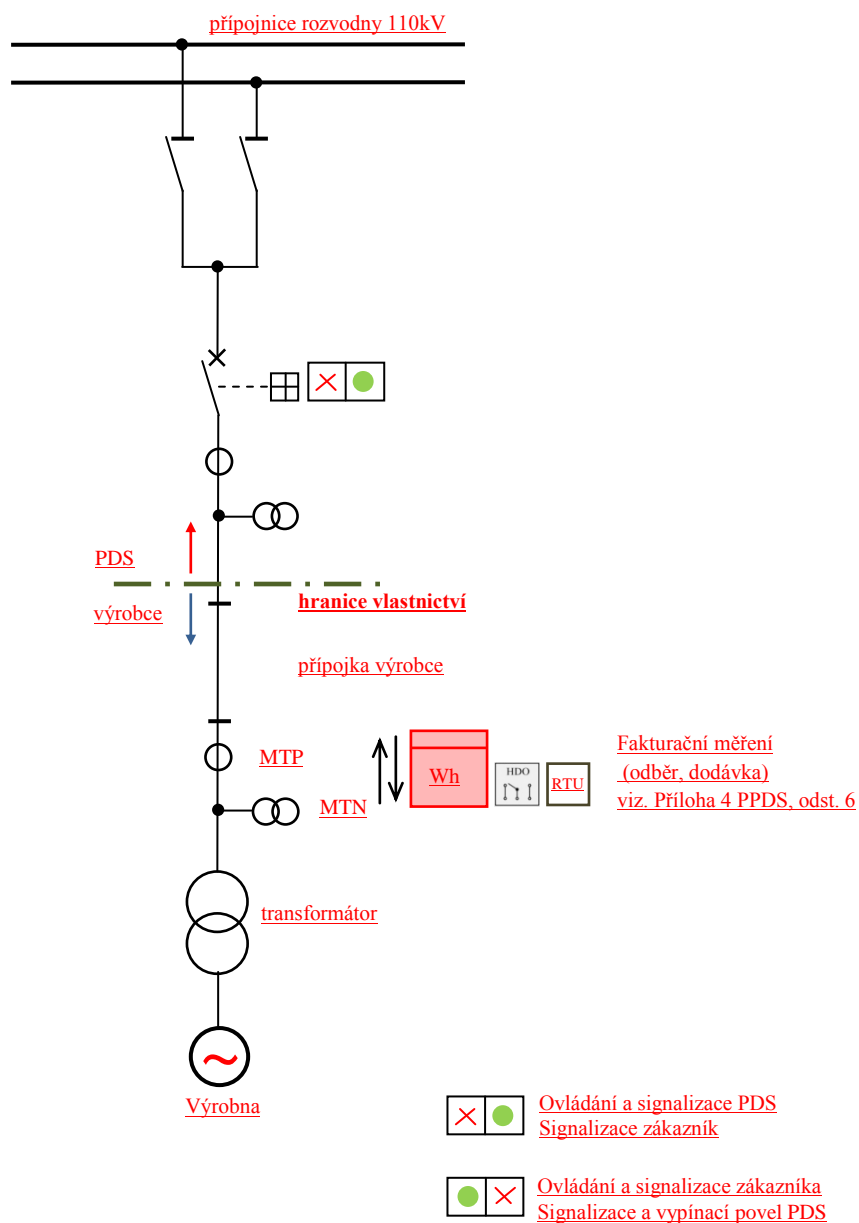 přípojnice rozvodny 110kV
PDS
výrobce
hranice vlastnictví
přípojka výrobce
MTP
MTN
Wh
HDO
RTU
Fakturační měření
(odběr, dodávka)
viz. Příloha 4 PPDS, odst. 6
transformátor
Výrobna
Ovládání a signalizace PDS
Signalizace zákazník
Ovládání a signalizace zákazníka
Signalizace a vypínací povel PDS